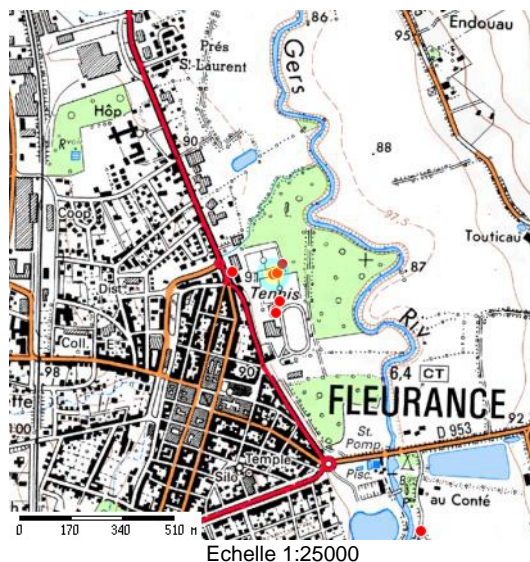 86
95
Endouau
Prés
St-Laurent
Gers
Hôp.
90
88
97,5
Coop.
Touticau
91
87
Dist.
Tennis
Riv
Coll.
E.
98
90
6,4 CT
FLEURANCE
St.
Pomp.
D 953
92
Temple
Silo
Pisc.
au Conté
0 170 340 510 M
Echelle 1:25000